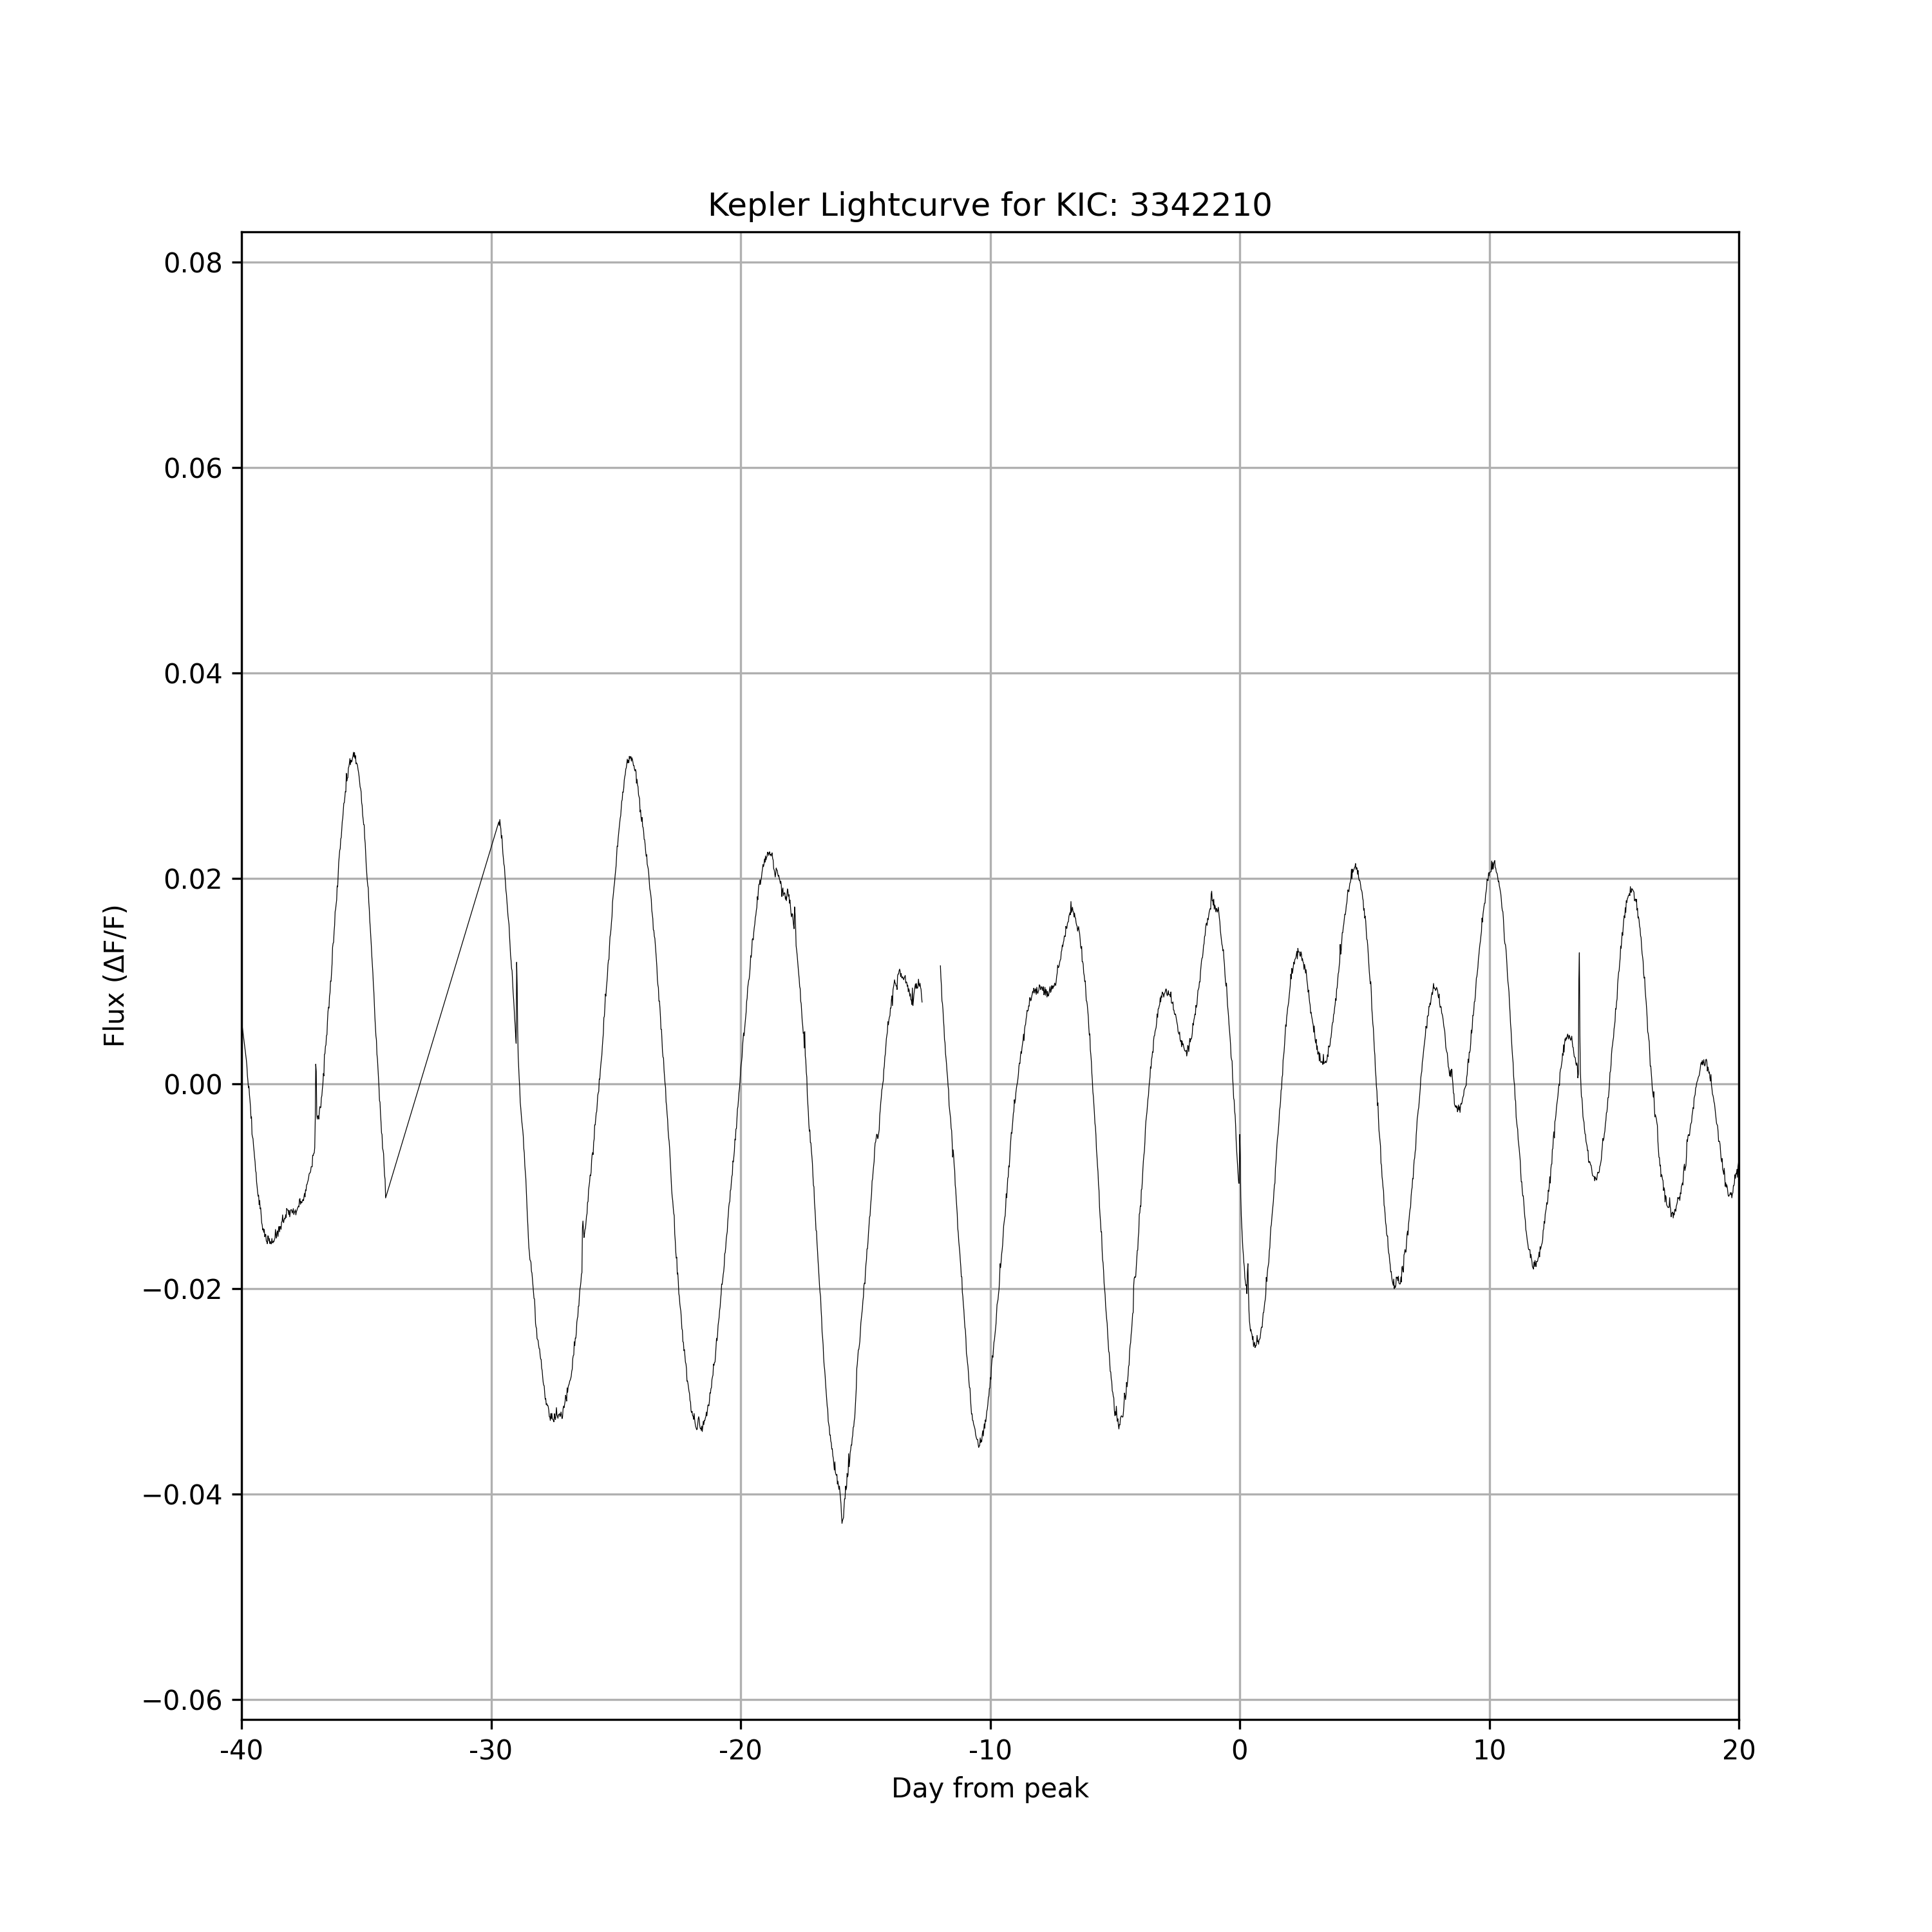 Kepler Lightcurve for KIC: 3342210
0.08
0.06
0.04
0.02
0.00
−0.02
−0.04
−0.06
Flux (ΔF/F)
-40 -30 -20 -10 0 10 20
Day from peak